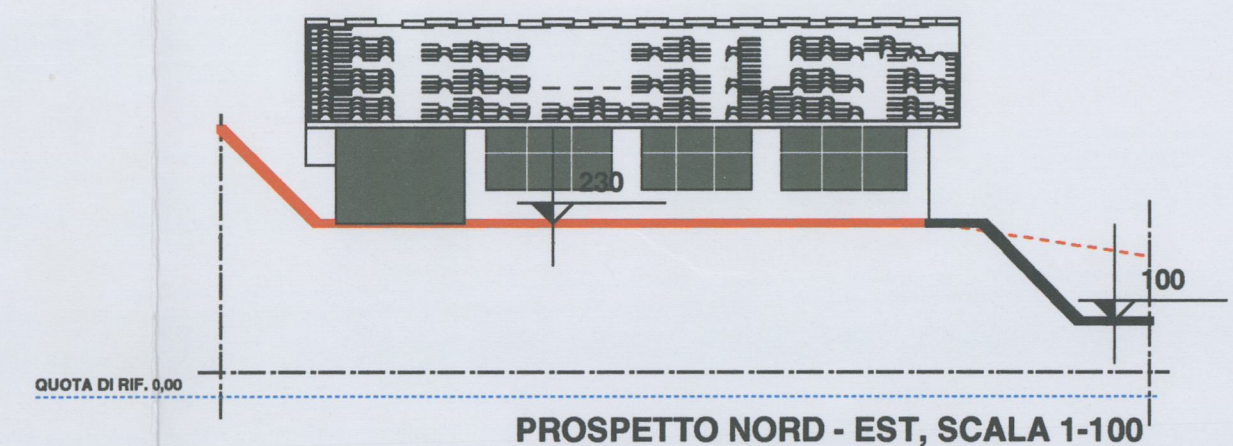 230
100
QUOTA DI RIF. 0,00
PROSPETTO NORD - EST, SCALA 1-100